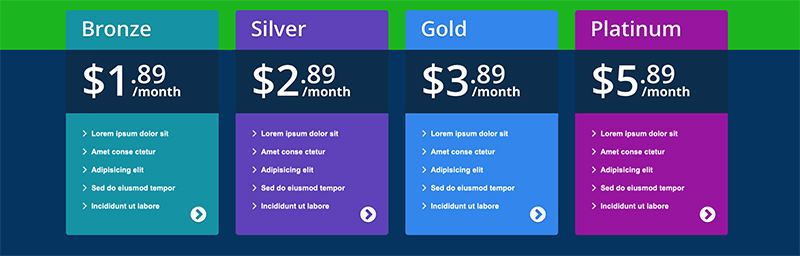 Bronze
$1.89
/month
Lorem ipsum dolor sit
Amet conse ctetur
Adipisicing elit
Sed do eiusmod tempor
Incididunt ut labore
Silver
$2.89
/month
Lorem ipsum dolor sit
Amet conse ctetur
Adipisicing elit
Sed do eiusmod tempor
Incididunt ut labore
Gold
$3.89
/month
Lorem ipsum dolor sit
Amet conse ctetur
Adipisicing elit
Sed do eiusmod tempor
Incididunt ut labore
Platinum
$5.89
/month
Lorem ipsum dolor sit
Amet conse ctetur
Adipisicing elit
Sed do eiusmod tempor
Incididunt ut labore